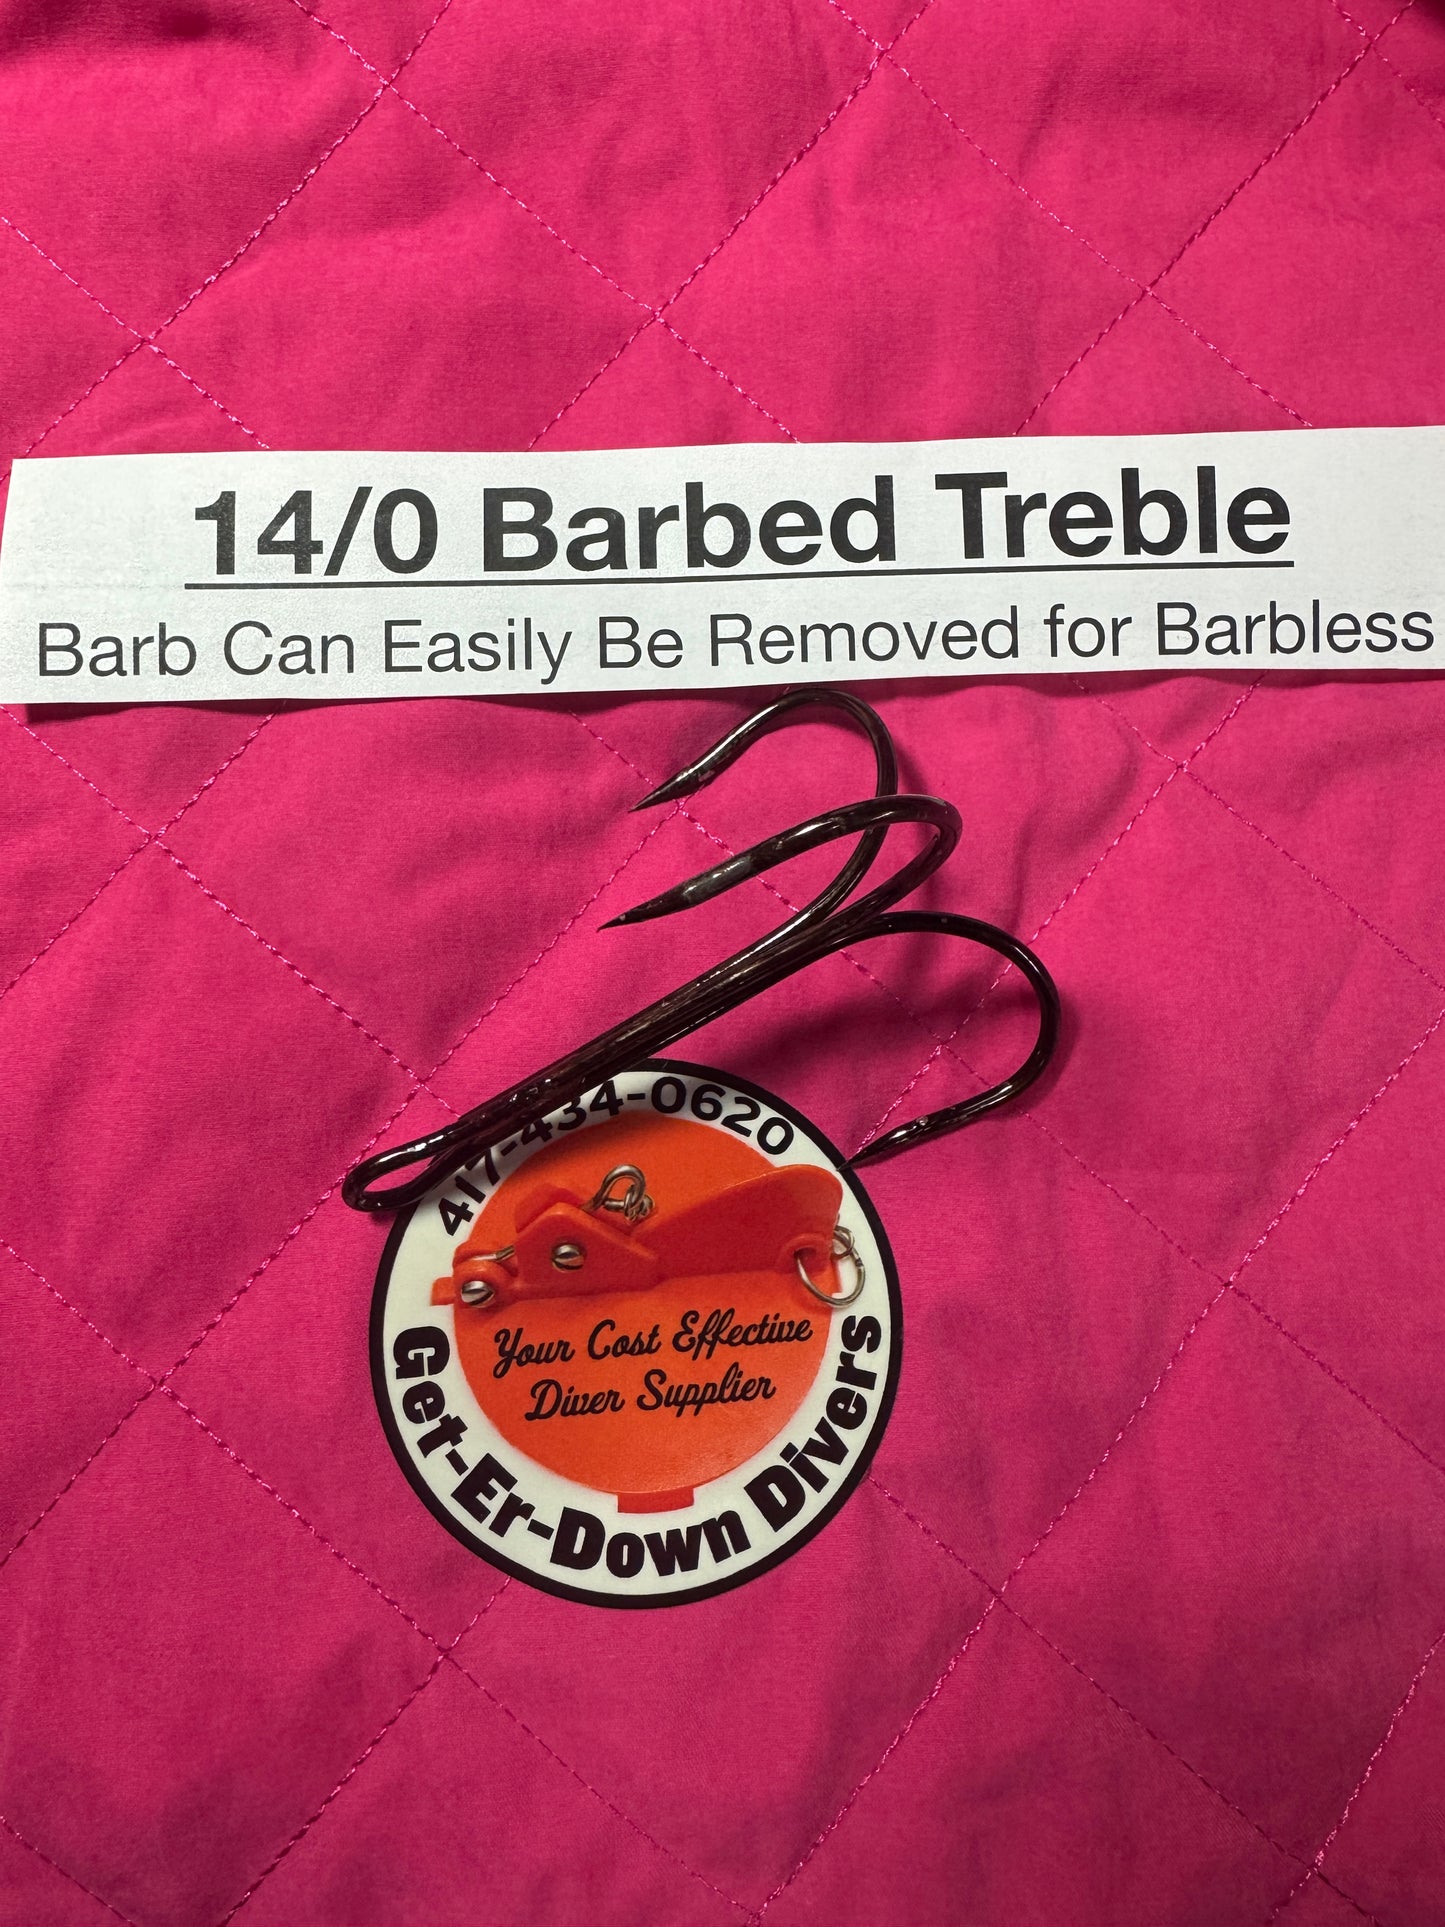 14/0 Barbed Treble
Barb Can Easily Be Removed for Barbless
417-434-0620
Your Cost Effective
Diver Supplier
Get-Er-Down Divers